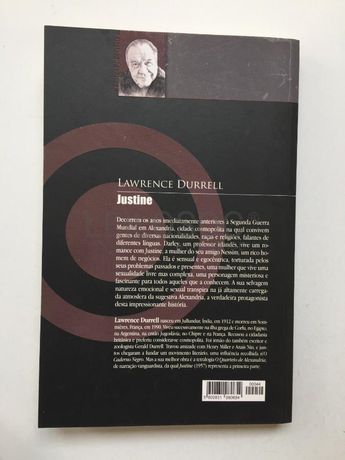 LAWRENCE DURRELL
Justine
Decorrem os anos imediatamente anteriores à Segunda Guerra
Mundial em Alexandria, cidade cosmopolita na qual convivem
gentes de diversas nacionalidades, raças e religiões, falantes de
diferentes línguas. Darley, um professor irlandês, vive um ro-
mance com Justine, a mulher do seu amigo Nessim, um rico ho-
mem de negócios. Ela é sensual e egocêntrica, torturada pelos
seus problemas passados e presentes, uma mulher que vive uma
sexualidade livre mas complexa, uma personagem misteriosa e
fascinante para todos aqueles que a conhecem. A sua selvagem
natureza emocional e sexual transpira na já altamente carrega-
da atmosfera da sugestiva Alexandria, a verdadeira protagonista
desta impressionante história.
Lawrence Durrell nasceu em Jullundur, Índia, em 1912 e morreu em Som-
mières, França, em 1990. Viveu sucessivamente na ilha grega de Corfu, no Egipto,
na Argentina, na então Jugoslávia, no Chipre e na França. Recusou a cidadania
britânica e preferiu considerar-se cosmopolita. Foi irmão do também escritor e
zoologista Gerald Durrell. Travou amizade com Henry Miller e Anaïs Nin, e jun-
tos chegaram a fundar um movimento literário, uma influência recolhida n'O
Caderno Negro. Mas a sua melhor obra é a tetralogia O Quarteto de Alexandria,
de narração vanguardista, da qual Justine (1957) representa a primeira parte.
00044